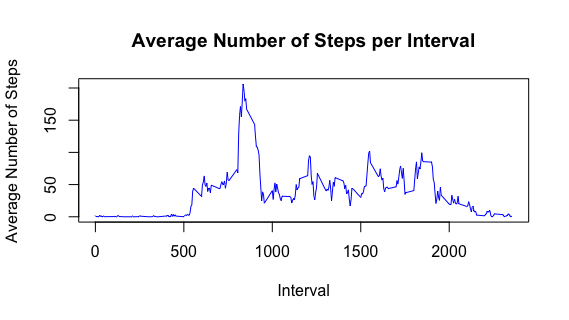 Average Number of Steps per Interval
Average Number of Steps
150
50
0
0 500 1000 1500 2000
Interval